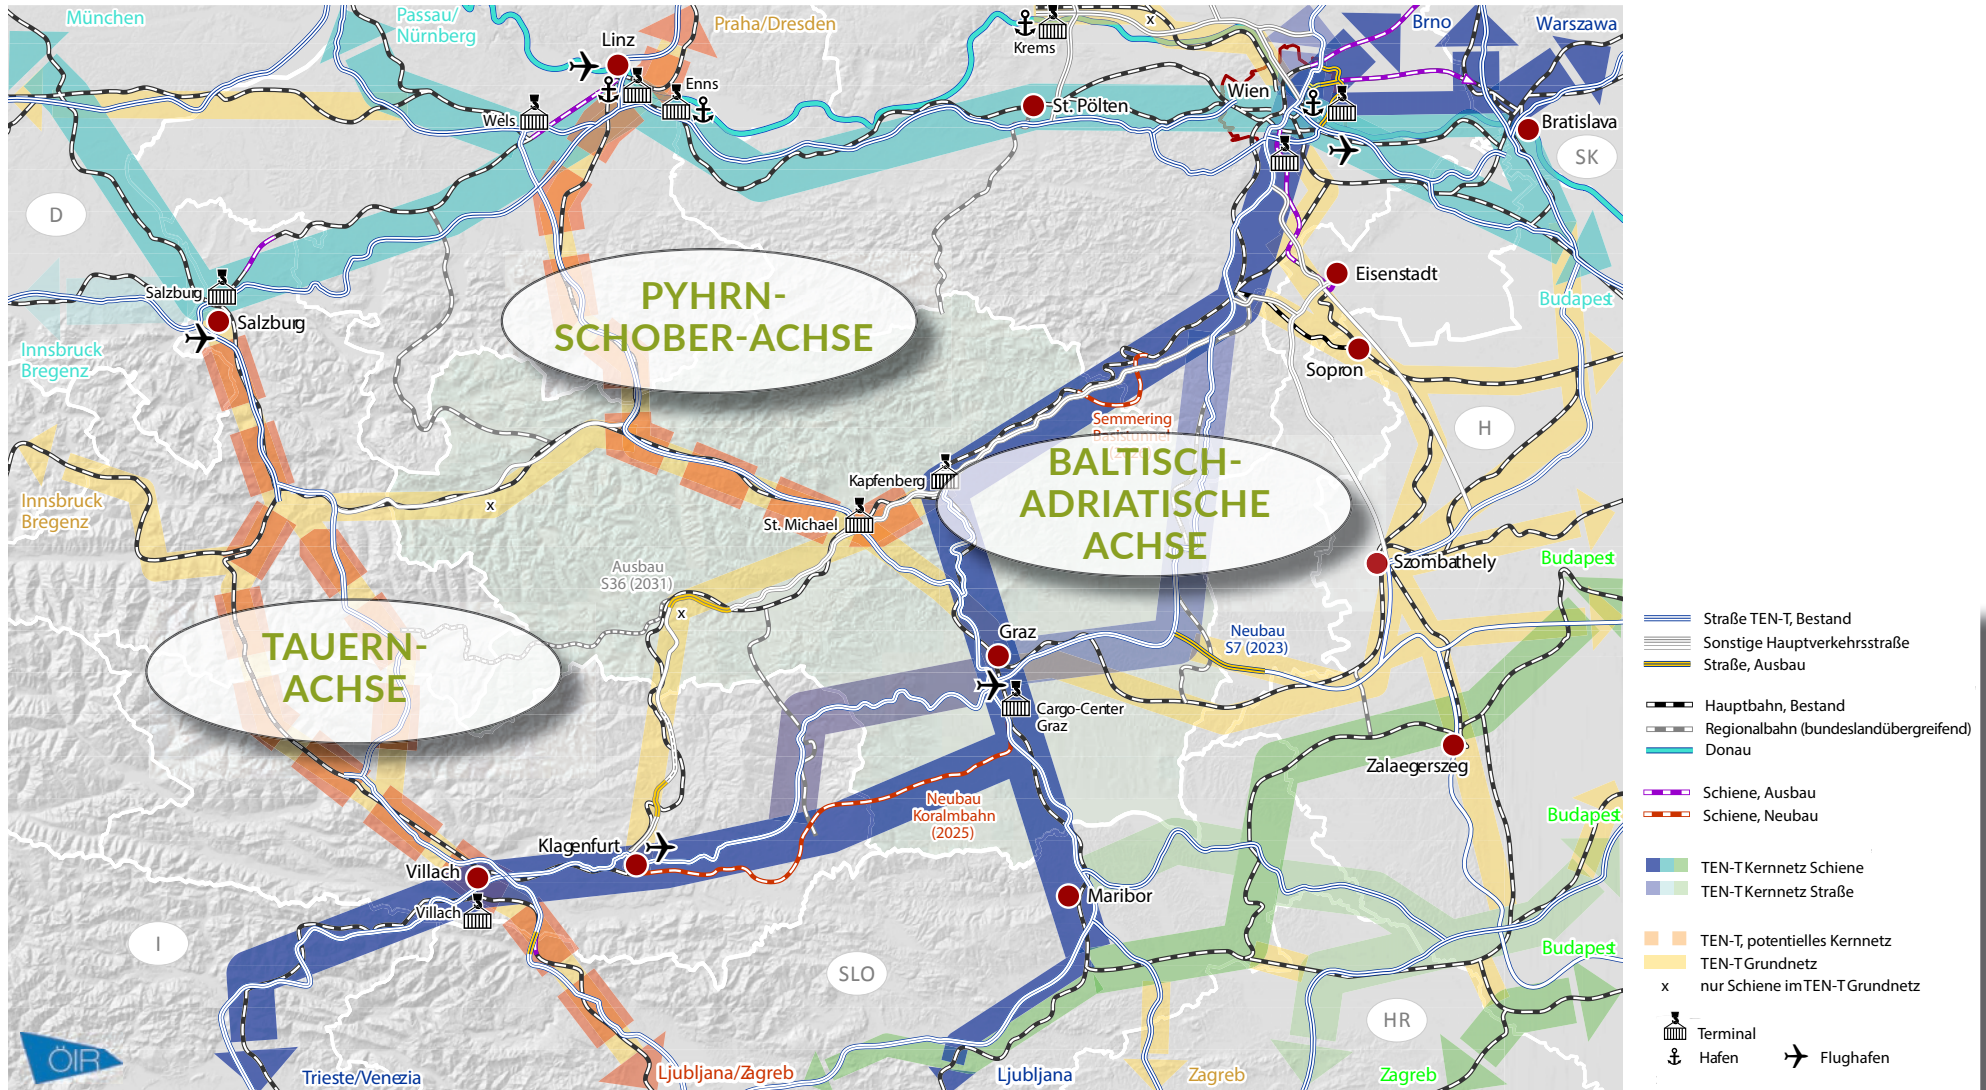 München
Passau/
Nürnberg
Linz
Praha/Dresden
Krems
Brno
Warszawa
Enns
Wels
St. Pölten
Wien
Bratislava
SK
D
Salzburg
Salzburg
Innsbruck
Bregenz
PYHRN-
SCHOBER-ACHSE
Eisenstadt
Budapest
Sopron
Semmering
Basistunnel
H
Innsbruck
Bregenz
x
Kapfenberg
St. Michael
BALTISCH-
ADRIATISCHE
ACHSE
Ausbau
S36 (2031)
x
Szombathely
Budapest
TAUERN-
ACHSE
Graz
Neubau
S7 (2023)
Cargo-Center
Graz
Zalaegerszeg
Neubau
Koralmbahn
(2025)
Budapest
Klagenfurt
Villach
Villach
Maribor
I
SLO
Budapest
HR
ÖIR
Trieste/Venezia
Ljubljana/Zagreb
Ljubljana
Zagreb
Zagreb
x
Straße TEN-T, Bestand
Sonstige Hauptverkehrsstraße
Straße, Ausbau
Hauptbahn, Bestand
Regionalbahn (bundeslandübergreifend)
Donau
Schiene, Ausbau
Schiene, Neubau
TEN-T Kernnetz Schiene
TEN-T Kernnetz Straße
TEN-T, potentielles Kernnetz
TEN-T Grundnetz
x nur Schiene im TEN-T Grundnetz
Terminal
Hafen
Flughafen